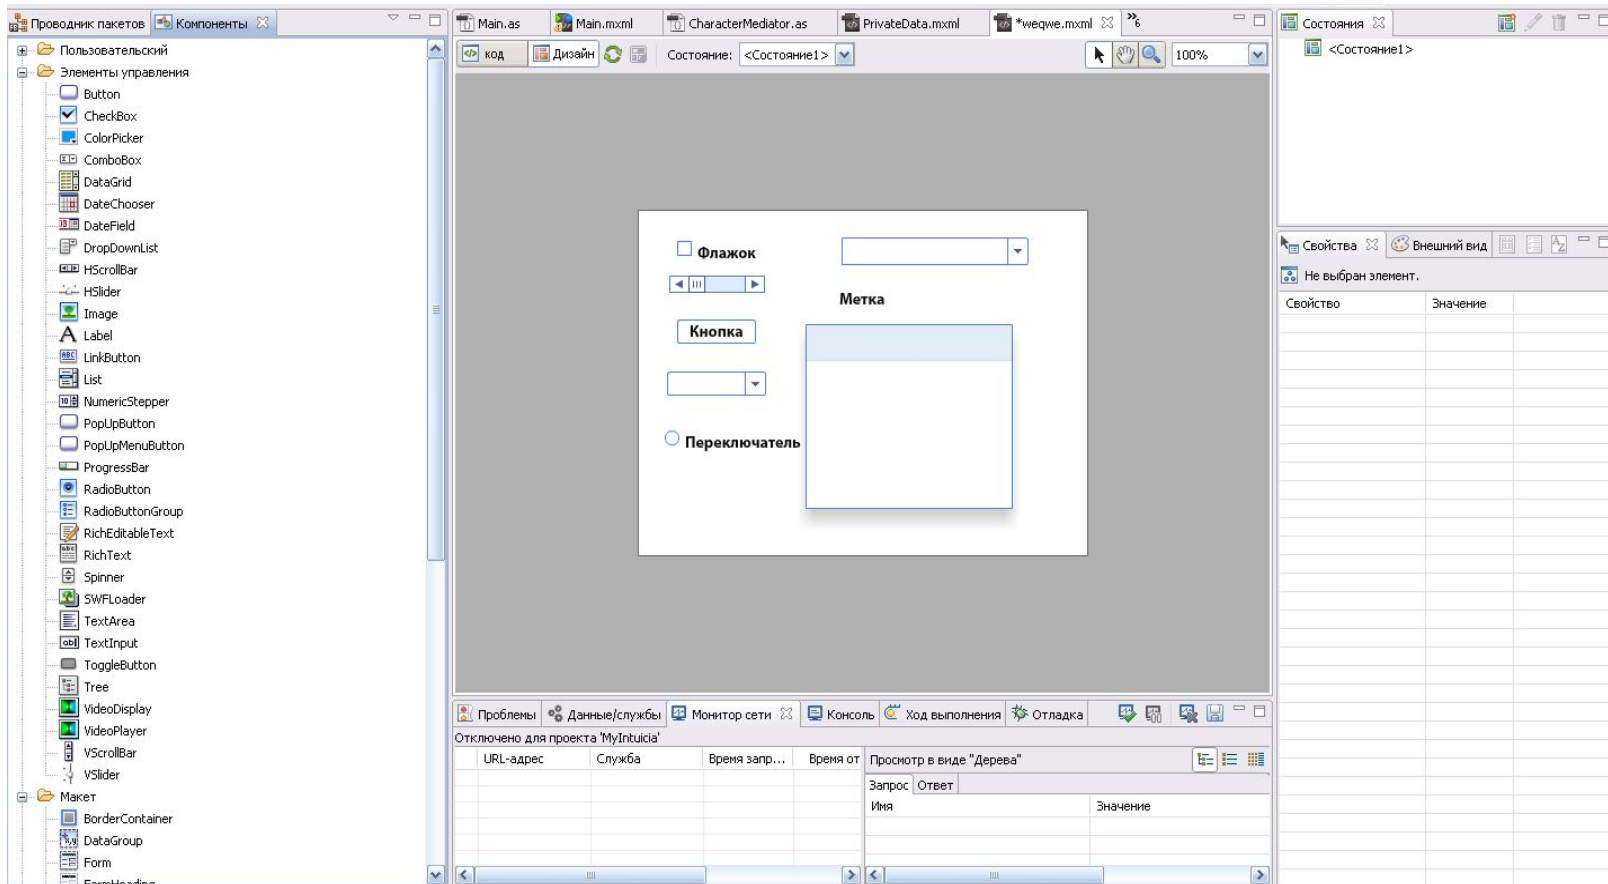 Проводник пакетов Компоненты
Пользовательский
Элементы управления
Button
CheckBox
ColorPicker
ComboBox
DataGrid
DateChooser
DateField
DropDownList
HScrollBar
HSlider
Image
Label
LinkButton
List
NumericStepper
PopUpButton
PopUpMenuButton
ProgressBar
RadioButton
RadioButtonGroup
RichEditableText
RichText
Spinner
SWFLoader
TextArea
TextInput
ToggleButton
Tree
VideoDisplay
VideoPlayer
VScrollBar
VSlider
Макет
BorderContainer
DataGroup
Form
FormHeading
Main.as Main.mxml CharacterMediator.as PrivateData.mxml *weqwe.mxml »6
код Дизайн Состояние: <Состояние1> 100%
Флажок
Метка
Кнопка
Переключатель
Проблемы Данные/службы Монитор сети Консоль Ход выполнения Отладка
Отключено для проекта 'MyIntuicia'
URL-адрес Служба Время запр... Время от
Просмотр в виде "Дерева"
Запрос Ответ
Имя Значение
Состояния
<Состояние1>
Свойства Внешний вид
Не выбран элемент.
Свойство Значение